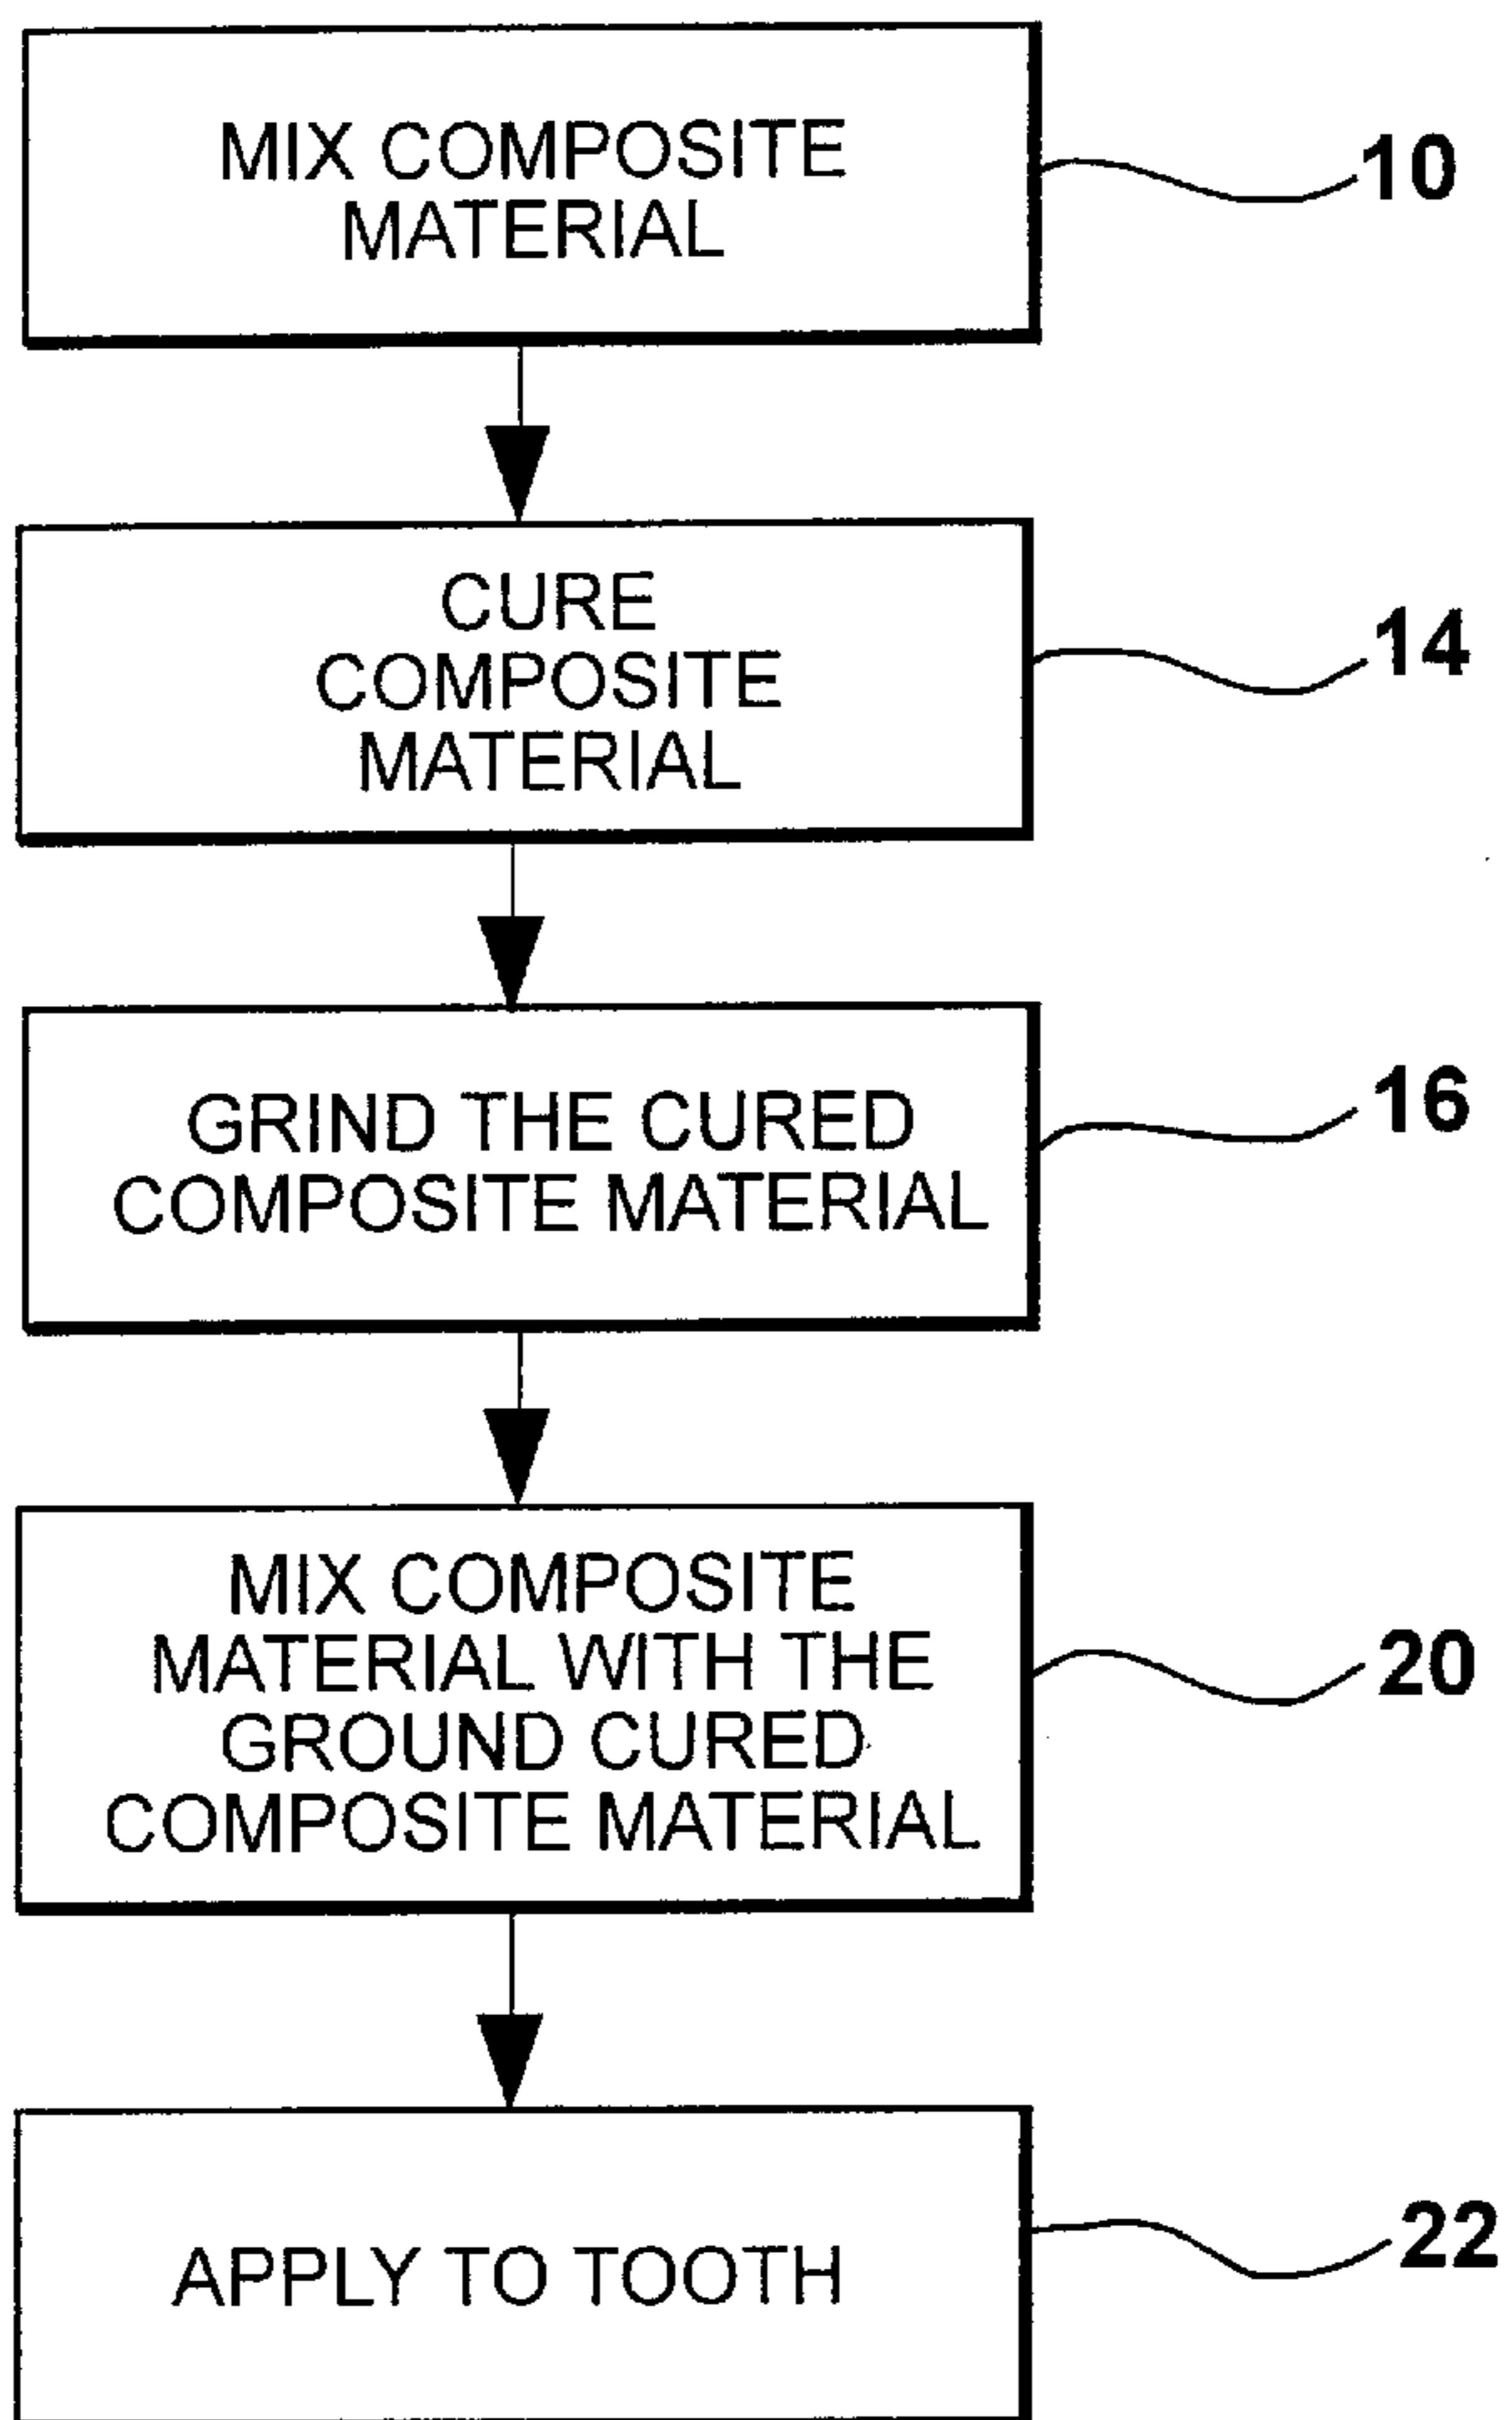 MIX COMPOSITE
MATERIAL
10
CURE
COMPOSITE
MATERIAL
14
GRIND THE CURED
COMPOSITE MATERIAL
16
MIX COMPOSITE
MATERIAL WITH THE
GROUND CURED
COMPOSITE MATERIAL
20
APPLY TO TOOTH
22